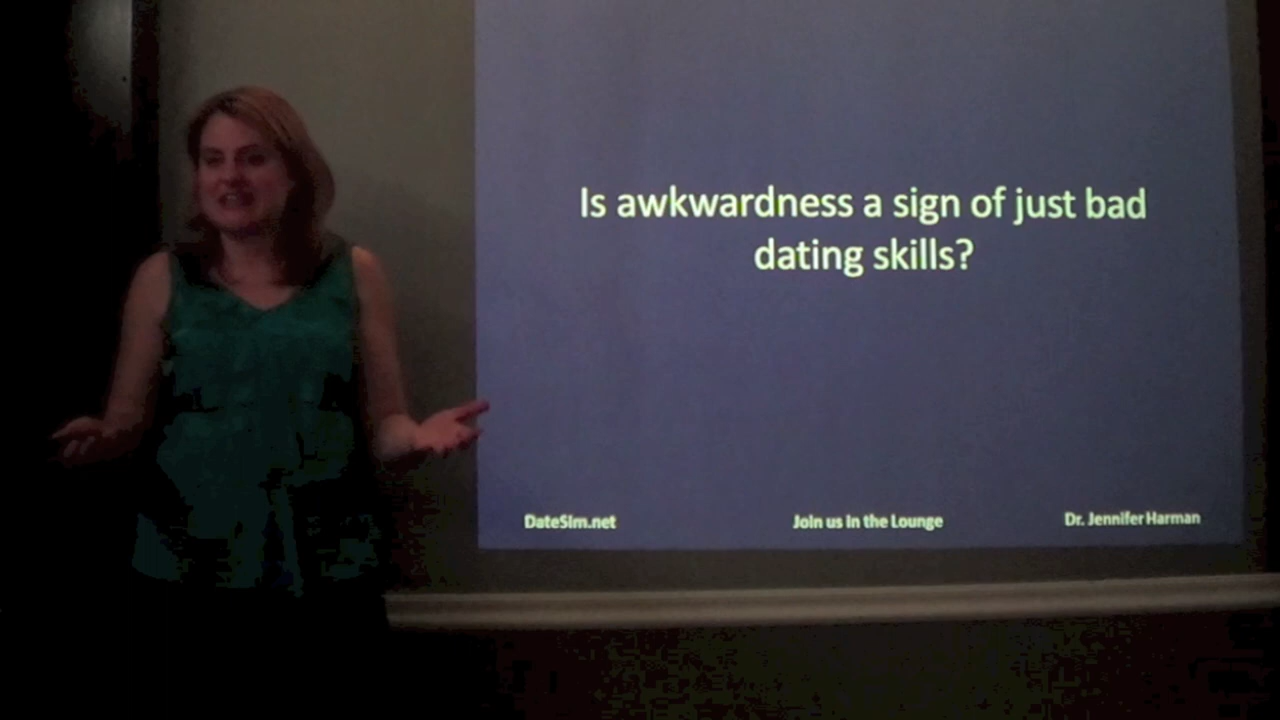 Is awkwardness a sign of just bad
dating skills?
DateSim.net
Join us in the Lounge
Dr. Jennifer Harman